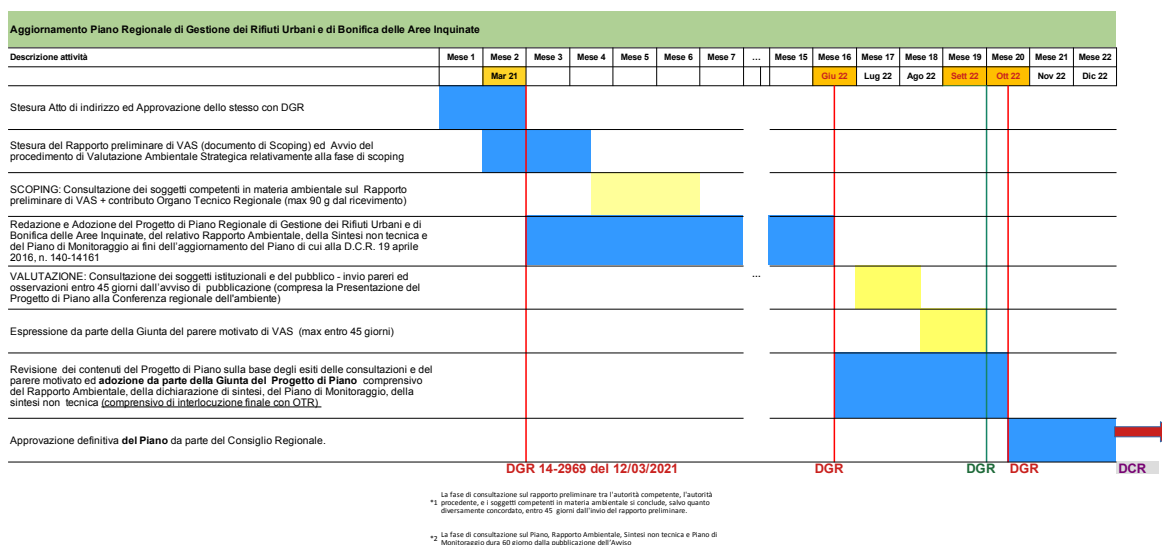 Aggiornamento Piano Regionale di Gestione dei Rifiuti Urbani e di Bonifica delle Aree Inquinate
Descrizione attività Mese 1 Mese 2 Mese 3 Mese 4 Mese 5 Mese 6 Mese 7 ... Mese 15 Mese 16 Mese 17 Mese 18 Mese 19 Mese 20 Mese 21 Mese 22
Mar 21 Giu 22 Lug 22 Ago 22 Sett 22 Ott 22 Nov 22 Dic 22
Stesura Atto di indirizzo ed Approvazione dello stesso con DGR
Stesura del Rapporto preliminare di VAS (documento di Scoping) ed Avvio del
procedimento di Valutazione Ambientale Strategica relativamente alla fase di scoping
SCOPING: Consultazione dei soggetti competenti in materia ambientale sul Rapporto
preliminare di VAS + contributo Organo Tecnico Regionale (max 90 g dal ricevimento)
Redazione e Adozione del Progetto di Piano Regionale di Gestione dei Rifiuti Urbani e di
Bonifica delle Aree Inquinate, del relativo Rapporto Ambientale, della Sintesi non tecnica e
del Piano di Monitoraggio ai fini dell'aggiornamento del Piano di cui alla D.C.R. 19 aprile
2016, n. 140-14161
VALUTAZIONE: Consultazione dei soggetti istituzionali e del pubblico - invio pareri ed
osservazioni entro 45 giorni dall'avviso di pubblicazione (compresa la Presentazione del
Progetto di Piano alla Conferenza regionale dell'ambiente)
...
Espressione da parte della Giunta del parere motivato di VAS (max entro 45 giorni)
Revisione dei contenuti del Progetto di Piano sulla base degli esiti delle consultazioni e del
parere motivato ed adozione da parte della Giunta del Progetto di Piano comprensivo
del Rapporto Ambientale, della dichiarazione di sintesi, del Piano di Monitoraggio, della
sintesi non tecnica (comprensivo di interlocuzione finale con OTR)
Approvazione definitiva del Piano da parte del Consiglio Regionale.
DGR 14-2969 del 12/03/2021 DGR DGR DGR DCR
La fase di consultazione sul rapporto preliminare tra l'autorità competente, l'autorità
*1 procedente, e i soggetti competenti in materia ambientale si conclude, salvo quanto
diversamente concordato, entro 45 giorni dall'invio del rapporto preliminare.
*2 La fase di consultazione sul Piano, Rapporto Ambientale, Sintesi non tecnica e Piano di
Monitoraggio dura 60 giorno dalla pubblicazione dell'Avviso